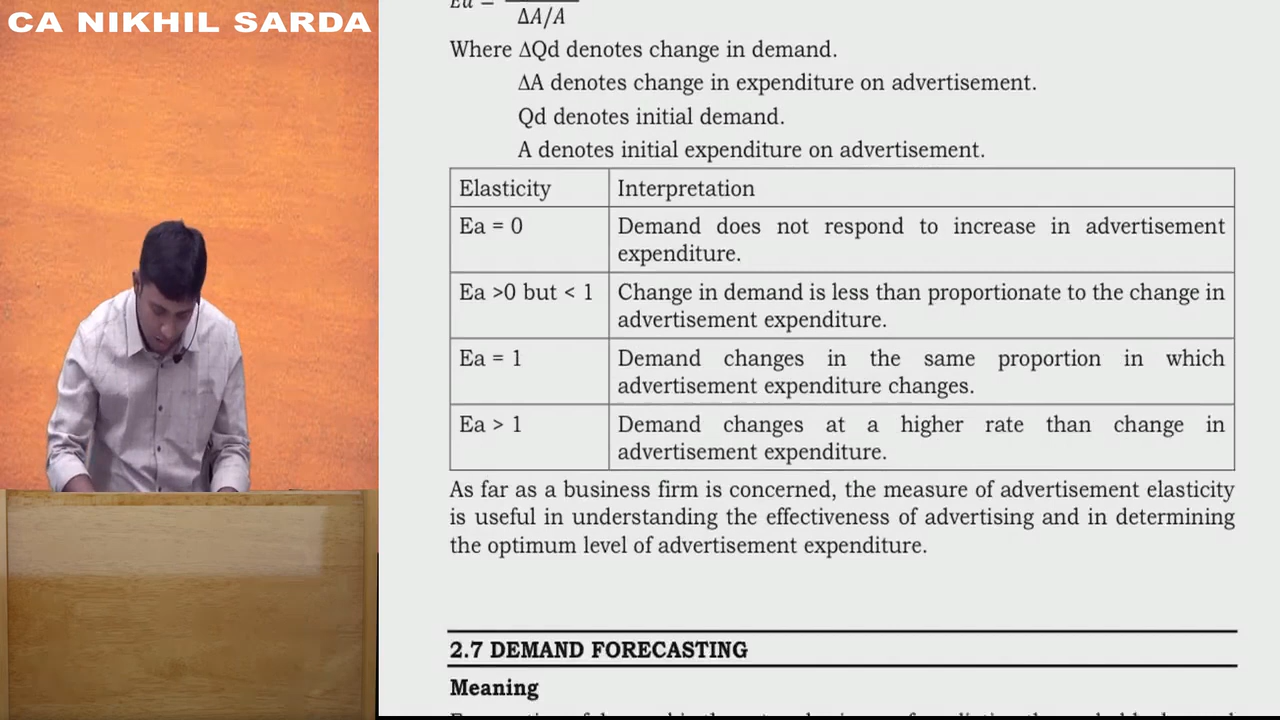 CA NIKHIL SARDA
Ea =
ΔA/A
Where ΔQd denotes change in demand.
ΔA denotes change in expenditure on advertisement.
Qd denotes initial demand.
A denotes initial expenditure on advertisement.
Elasticity Interpretation
Ea = 0 Demand does not respond to increase in advertisement
expenditure.
Ea >0 but < 1 Change in demand is less than proportionate to the change in
advertisement expenditure.
Ea = 1 Demand changes in the same proportion in which
advertisement expenditure changes.
Ea > 1 Demand changes at a higher rate than change in
advertisement expenditure.
As far as a business firm is concerned, the measure of advertisement elasticity
is useful in understanding the effectiveness of advertising and in determining
the optimum level of advertisement expenditure.
2.7 DEMAND FORECASTING
Meaning